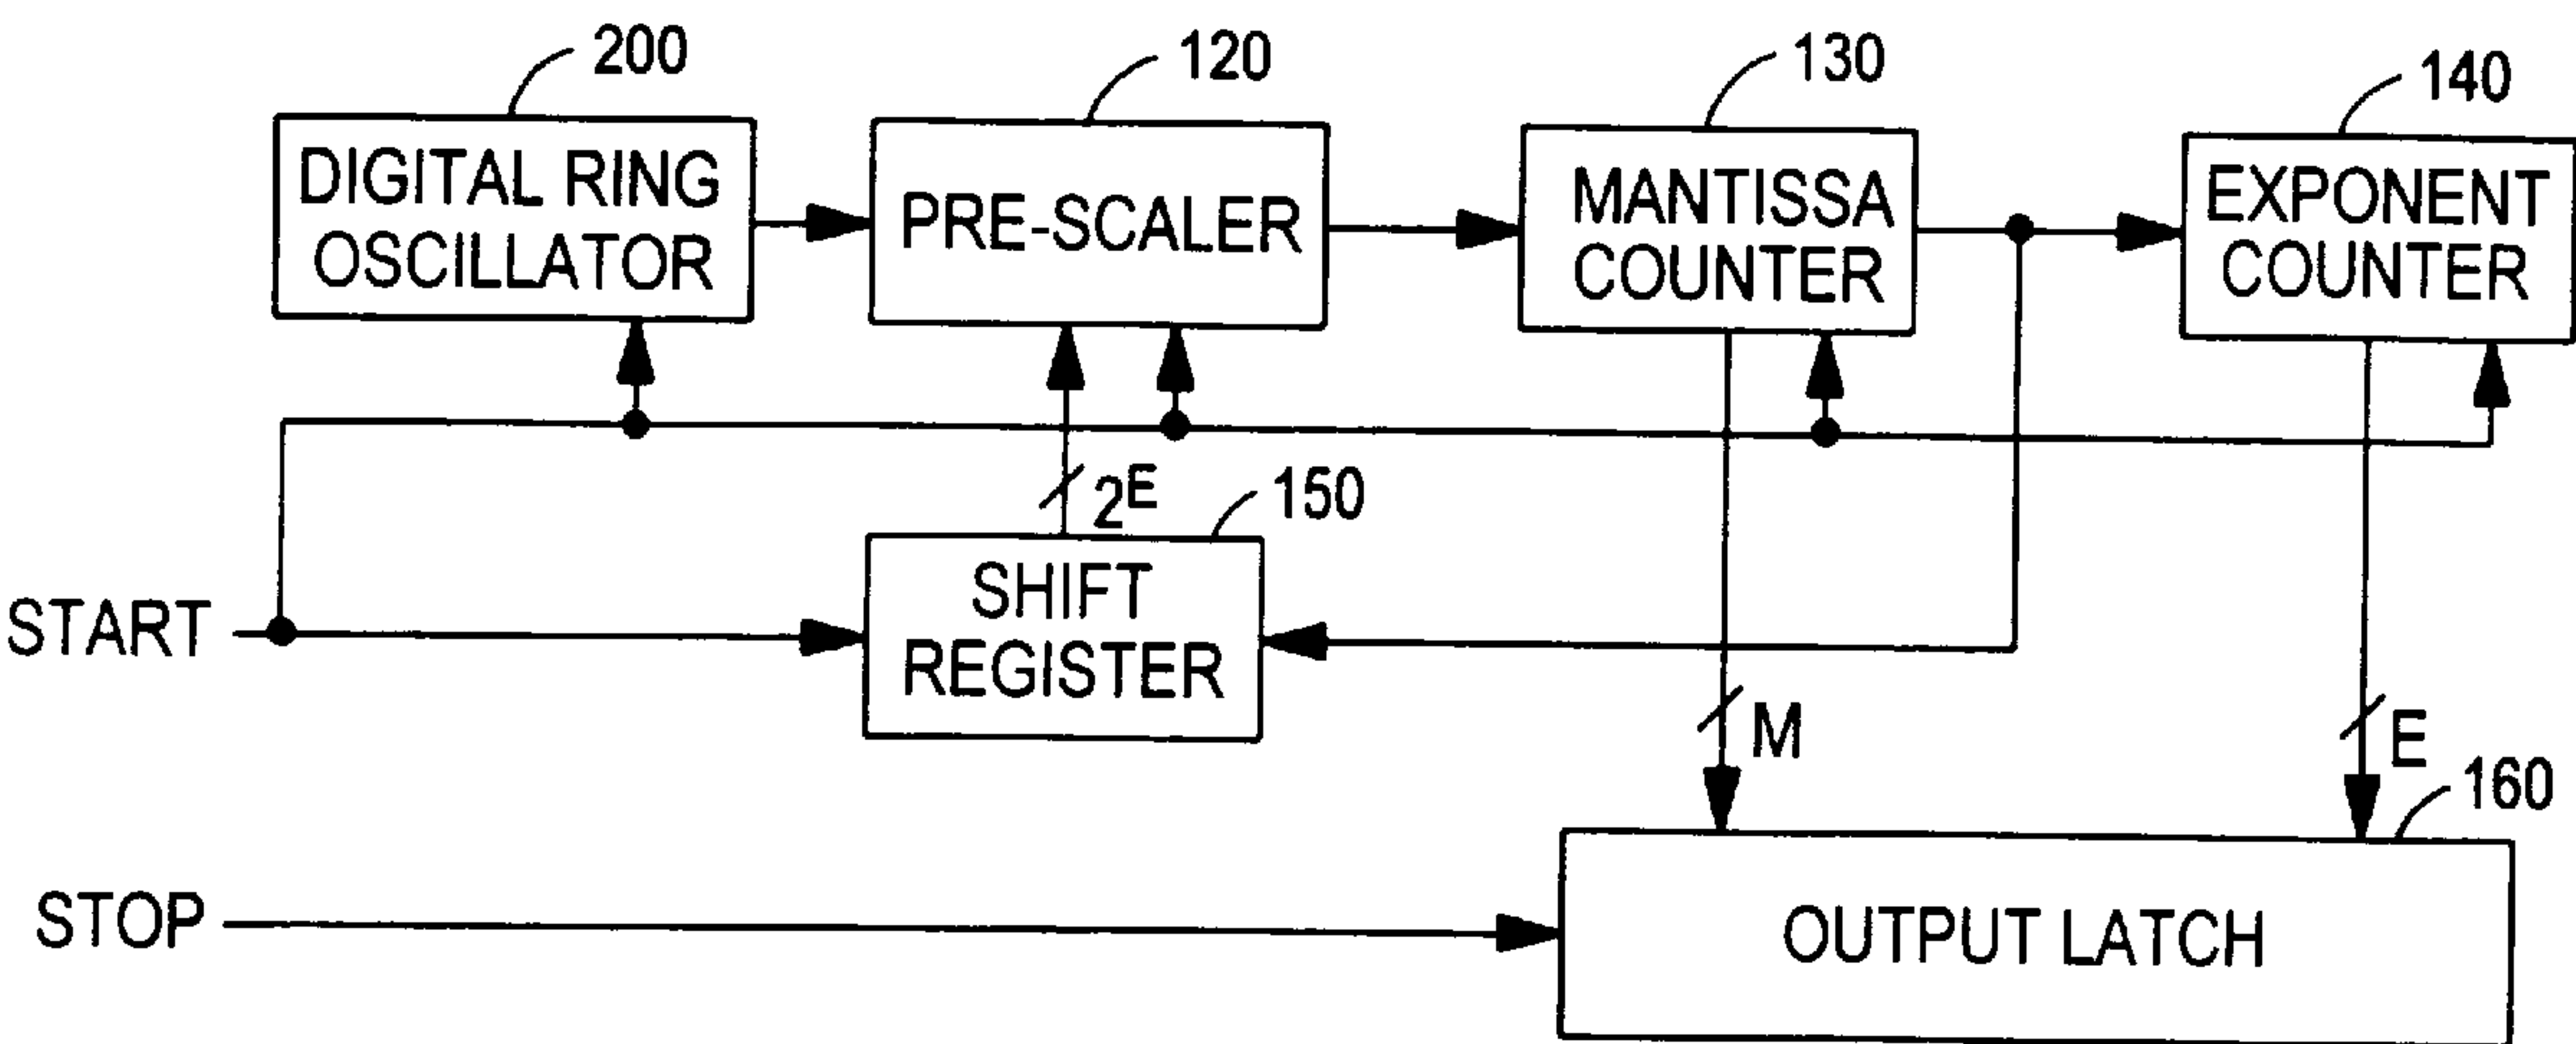 200
120
130
140
DIGITAL RING
OSCILLATOR
PRE-SCALER
MANTISSA
COUNTER
EXPONENT
COUNTER
2E
150
START
SHIFT
REGISTER
M
E
160
STOP
OUTPUT LATCH